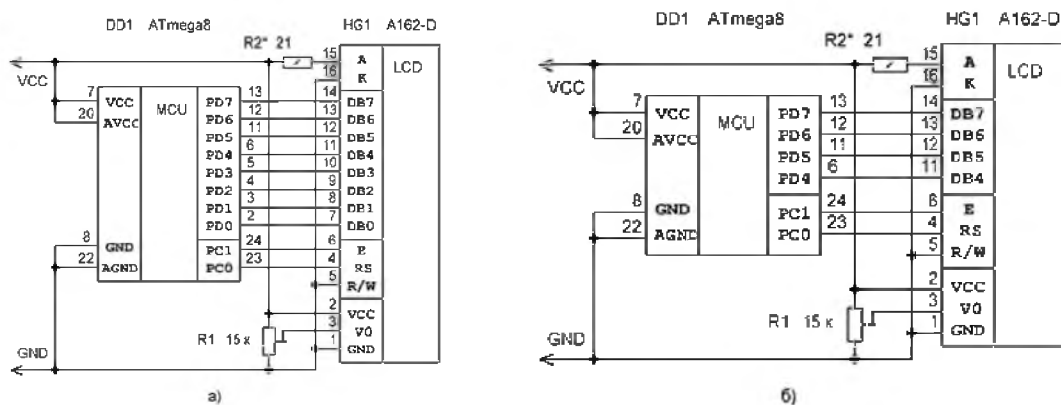 DD1 ATmega8
HG1 A162-D
R2* 21
15 A LCD
16 K
VCC
7 VCC MCU PD7 13 14 DB7
20 AVCC PD6 12 13 DB6
PD5 11 12 DB5
PD4 6 11 DB4
PD3 5 10 DB3
PD2 4 9 DB2
PD1 3 8 DB1
PD0 2 7 DB0
8 GND PC1 24 6 E
22 AGND PC0 23 4 RS
5 R/W
2 VCC
R1 15 к 3 V0
GND 1 GND
а)
DD1 ATmega8
HG1 A162-D
R2* 21
15 A LCD
16 K
VCC
7 VCC MCU PD7 13 14 DB7
20 AVCC PD6 12 13 DB6
PD5 11 12 DB5
PD4 6 11 DB4
8 GND PC1 24 6 E
22 AGND PC0 23 4 RS
5 R/W
2 VCC
R1 15 к 3 V0
GND 1 GND
б)